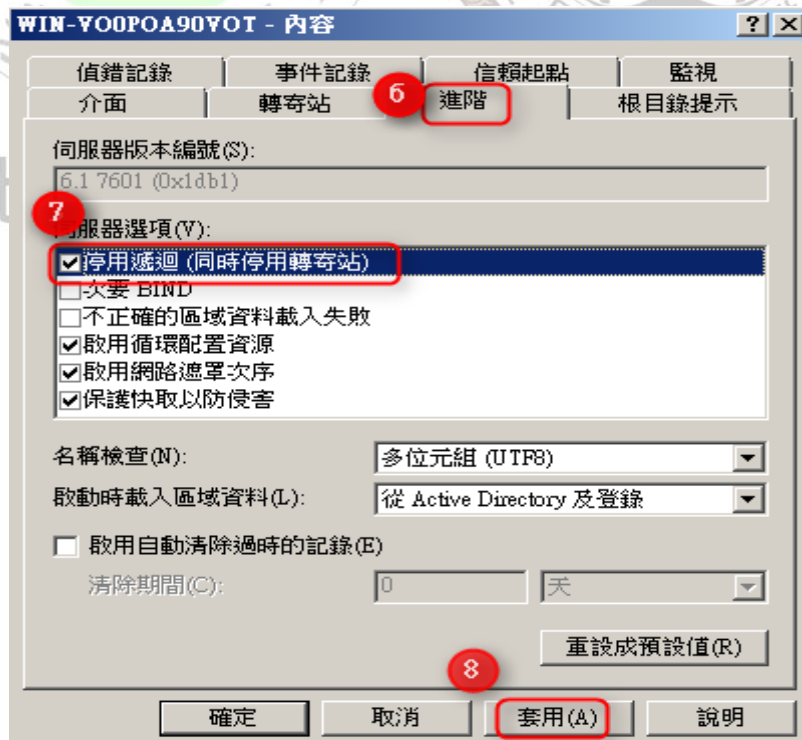 WIN-YO0POA90YOT - 內容
偵錯記錄 事件記錄 信賴起點 監視
介面 轉寄站 6 進階 根目錄提示
伺服器版本編號(S):
6.1 7601 (0x1db1)
7
伺服器選項(V):
停用遞迴 (同時停用轉寄站)
次要 BIND
不正確的區域資料載入失敗
啟用循環配置資源
啟用網路遮罩次序
保護快取以防侵害
名稱檢查(N): 多位元組 (UTF8)
啟動時載入區域資料(L): 從 Active Directory 及登錄
啟用自動清除過時的記錄(E)
清除期間(C): 0 天
重設成預設值(R)
8
確定 取消 套用(A) 說明